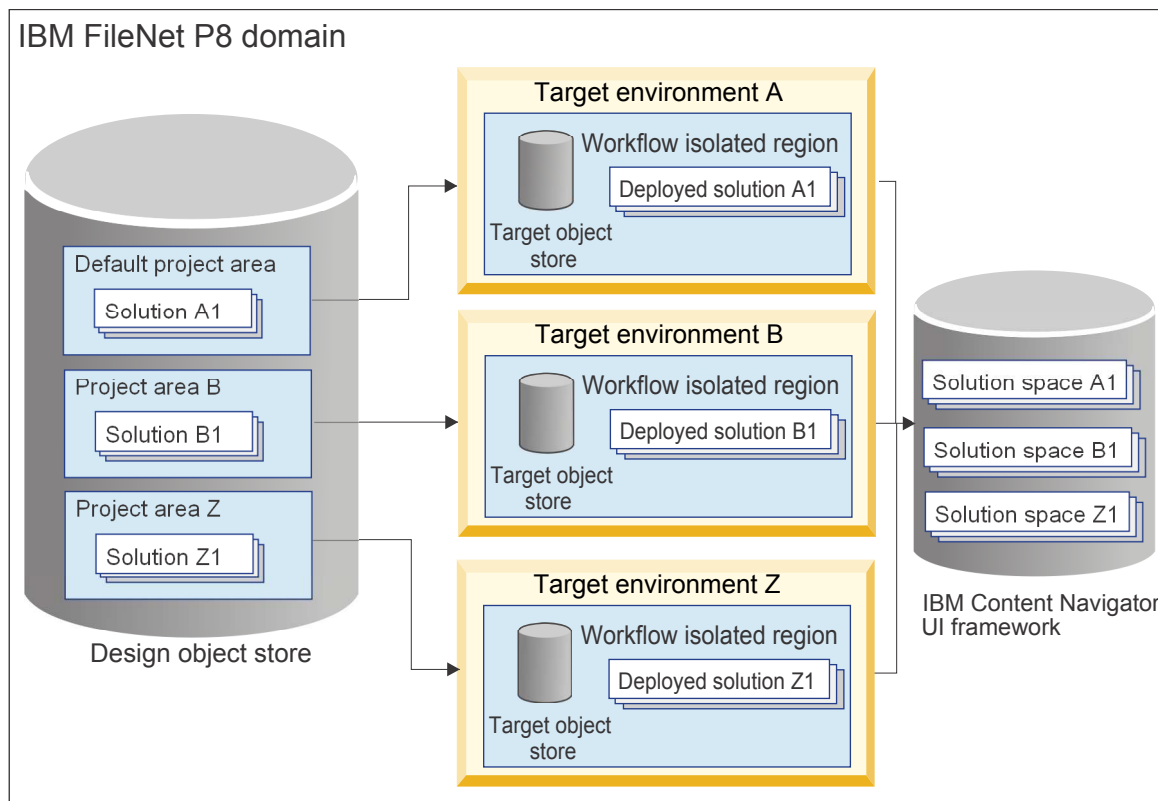 IBM FileNet P8 domain
Default project area
Solution A1
Project area B
Solution B1
Project area Z
Solution Z1
Design object store
Target environment A
Workflow isolated region
Deployed solution A1
Target object
store
Target environment B
Workflow isolated region
Deployed solution B1
Target object
store
Target environment Z
Workflow isolated region
Deployed solution Z1
Target object
store
Solution space A1
Solution space B1
Solution space Z1
IBM Content Navigator
UI framework